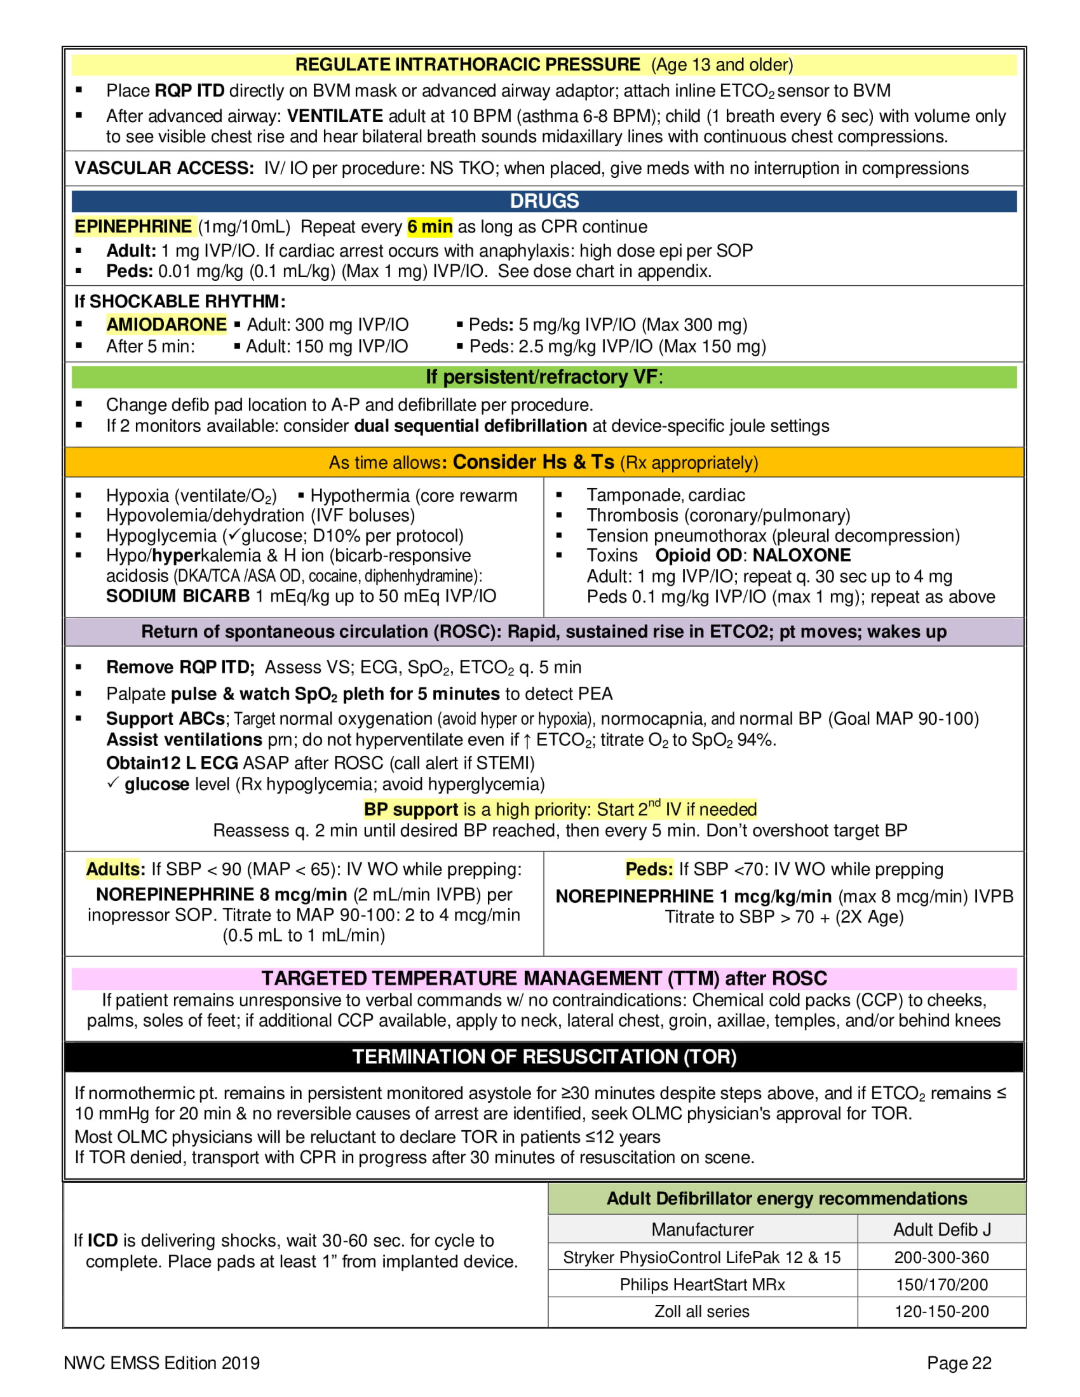 REGULATE INTRATHORACIC PRESSURE (Age 13 and older)
▪ Place RQP ITD directly on BVM mask or advanced airway adaptor; attach inline ETCO2 sensor to BVM
▪ After advanced airway: VENTILATE adult at 10 BPM (asthma 6-8 BPM); child (1 breath every 6 sec) with volume only
to see visible chest rise and hear bilateral breath sounds midaxillary lines with continuous chest compressions.
VASCULAR ACCESS: IV/ IO per procedure: NS TKO; when placed, give meds with no interruption in compressions
DRUGS
EPINEPHRINE (1mg/10mL) Repeat every 6 min as long as CPR continue
▪ Adult: 1 mg IVP/IO. If cardiac arrest occurs with anaphylaxis: high dose epi per SOP
▪ Peds: 0.01 mg/kg (0.1 mL/kg) (Max 1 mg) IVP/IO. See dose chart in appendix.
If SHOCKABLE RHYTHM:
▪ AMIODARONE ▪ Adult: 300 mg IVP/IO ▪ Peds: 5 mg/kg IVP/IO (Max 300 mg)
▪ After 5 min: ▪ Adult: 150 mg IVP/IO ▪ Peds: 2.5 mg/kg IVP/IO (Max 150 mg)
If persistent/refractory VF:
▪ Change defib pad location to A-P and defibrillate per procedure.
▪ If 2 monitors available: consider dual sequential defibrillation at device-specific joule settings
As time allows: Consider Hs & Ts (Rx appropriately)
▪ Hypoxia (ventilate/O2) ▪ Hypothermia (core rewarm
▪ Hypovolemia/dehydration (IVF boluses)
▪ Hypoglycemia (✓glucose; D10% per protocol)
▪ Hypo/hyperkalemia & H ion (bicarb-responsive
acidosis (DKA/TCA /ASA OD, cocaine, diphenhydramine):
SODIUM BICARB 1 mEq/kg up to 50 mEq IVP/IO
▪ Tamponade, cardiac
▪ Thrombosis (coronary/pulmonary)
▪ Tension pneumothorax (pleural decompression)
▪ Toxins Opioid OD: NALOXONE
Adult: 1 mg IVP/IO; repeat q. 30 sec up to 4 mg
Peds 0.1 mg/kg IVP/IO (max 1 mg); repeat as above
Return of spontaneous circulation (ROSC): Rapid, sustained rise in ETCO2; pt moves; wakes up
▪ Remove RQP ITD; Assess VS; ECG, SpO2, ETCO2 q. 5 min
▪ Palpate pulse & watch SpO2 pleth for 5 minutes to detect PEA
▪ Support ABCs; Target normal oxygenation (avoid hyper or hypoxia), normocapnia, and normal BP (Goal MAP 90-100)
Assist ventilations prn; do not hyperventilate even if ↑ ETCO2; titrate O2 to SpO2 94%.
Obtain12 L ECG ASAP after ROSC (call alert if STEMI)
✓ glucose level (Rx hypoglycemia; avoid hyperglycemia)
BP support is a high priority: Start 2nd IV if needed
Reassess q. 2 min until desired BP reached, then every 5 min. Don't overshoot target BP
Adults: If SBP < 90 (MAP < 65): IV WO while prepping:
NOREPINEPHRINE 8 mcg/min (2 mL/min IVPB) per
inopressor SOP. Titrate to MAP 90-100: 2 to 4 mcg/min
(0.5 mL to 1 mL/min)
Peds: If SBP <70: IV WO while prepping
NOREPINEPRHINE 1 mcg/kg/min (max 8 mcg/min) IVPB
Titrate to SBP > 70 + (2X Age)
TARGETED TEMPERATURE MANAGEMENT (TTM) after ROSC
If patient remains unresponsive to verbal commands w/ no contraindications: Chemical cold packs (CCP) to cheeks,
palms, soles of feet; if additional CCP available, apply to neck, lateral chest, groin, axillae, temples, and/or behind knees
TERMINATION OF RESUSCITATION (TOR)
If normothermic pt. remains in persistent monitored asystole for ≥30 minutes despite steps above, and if ETCO2 remains ≤
10 mmHg for 20 min & no reversible causes of arrest are identified, seek OLMC physician's approval for TOR.
Most OLMC physicians will be reluctant to declare TOR in patients ≤12 years
If TOR denied, transport with CPR in progress after 30 minutes of resuscitation on scene.
If ICD is delivering shocks, wait 30-60 sec. for cycle to
complete. Place pads at least 1” from implanted device.
Adult Defibrillator energy recommendations
Manufacturer Adult Defib J
Stryker PhysioControl LifePak 12 & 15 200-300-360
Philips HeartStart MRx 150/170/200
Zoll all series 120-150-200
NWC EMSS Edition 2019 Page 22